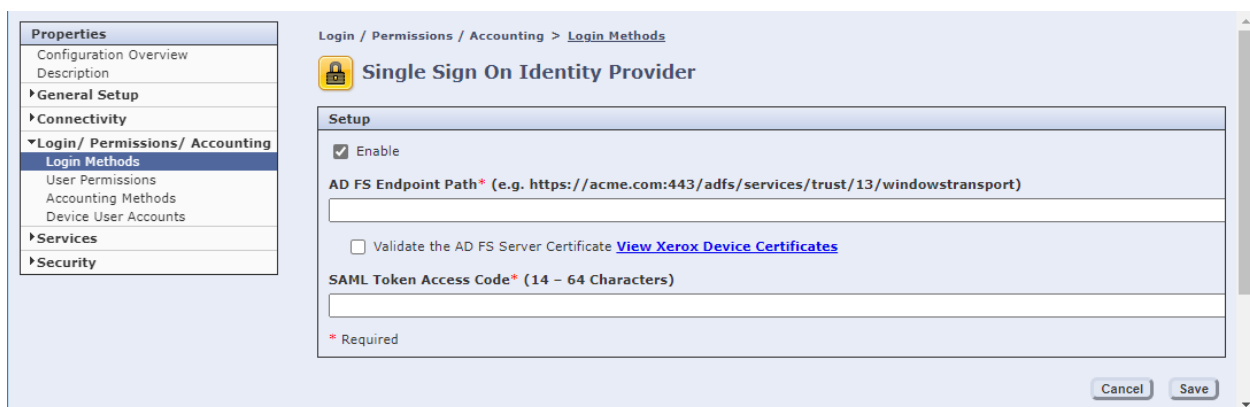 Properties
Configuration Overview
Description
General Setup
Connectivity
Login/ Permissions/ Accounting
Login Methods
User Permissions
Accounting Methods
Device User Accounts
Services
Security
Login / Permissions / Accounting > Login Methods
Single Sign On Identity Provider
Setup
Enable
AD FS Endpoint Path* (e.g. https://acme.com:443/adfs/services/trust/13/windowstransport)
Validate the AD FS Server Certificate View Xerox Device Certificates
SAML Token Access Code* (14 – 64 Characters)
* Required
Cancel Save